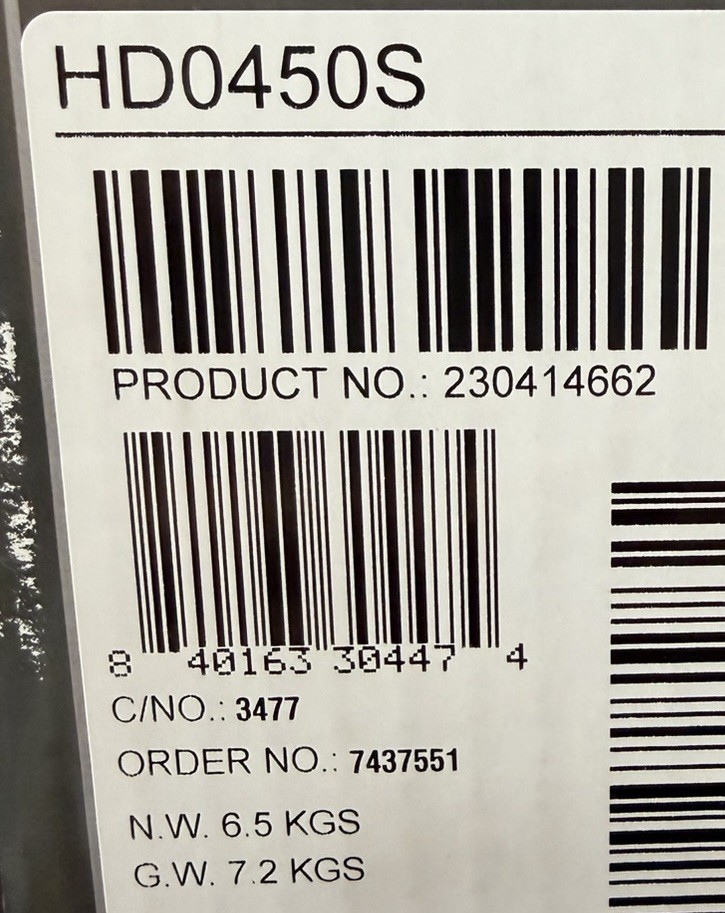 HD0450S
PRODUCT NO.: 230414662
8 40163 30447 4
C/NO.: 3477
ORDER NO.: 7437551
N.W. 6.5 KGS
G.W. 7.2 KGS